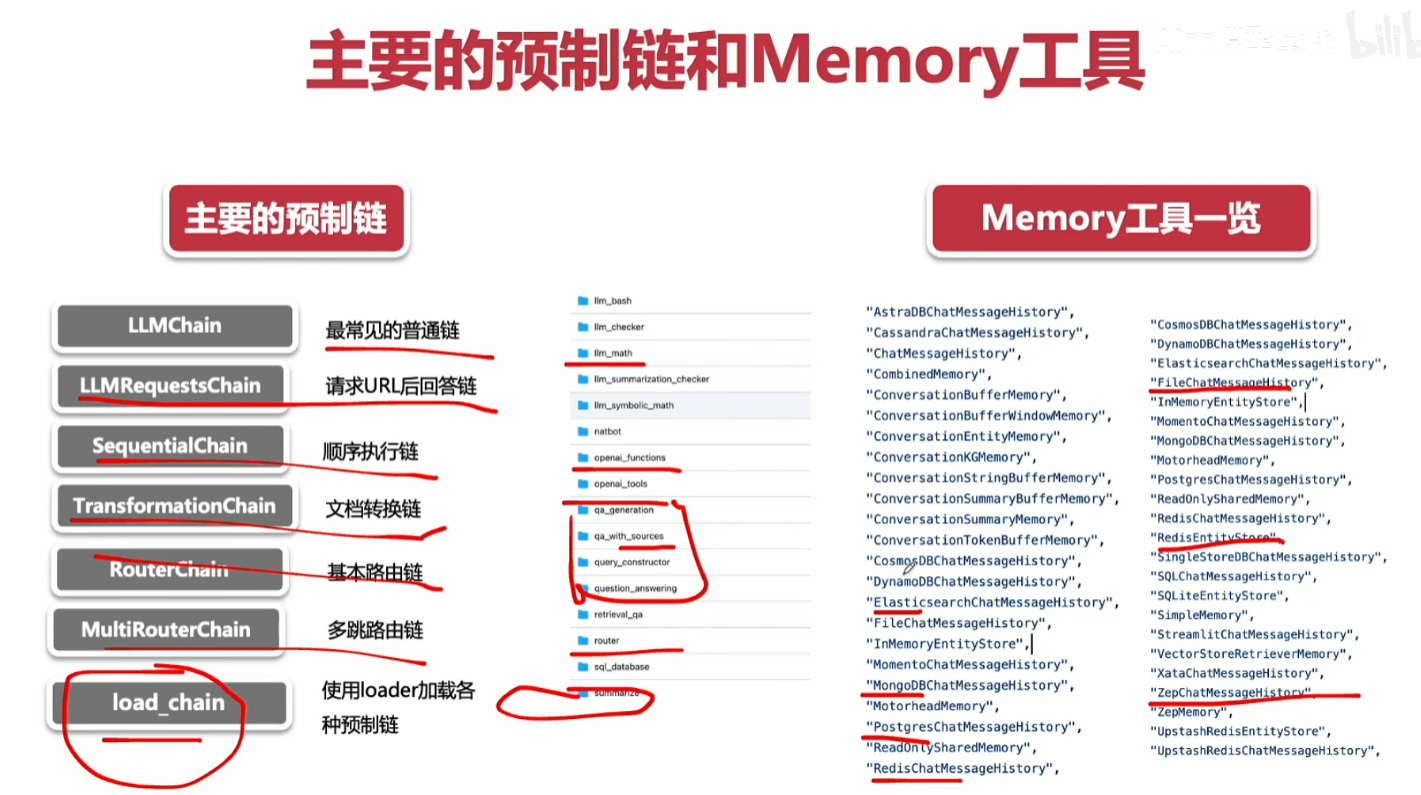 主要的预制链和Memory工具
主要的预制链
LLMChain
最常见的普通链
LLMRequestsChain
请求URL后回答链
SequentialChain
顺序执行链
TransformationChain
文档转换链
RouterChain
基本路由链
MultiRouterChain
多跳路由链
load_chain
使用loader加载各
种预制链
llm_bash
llm_checker
llm_math
llm_summarization_checker
llm_symbolic_math
natbot
openai_functions
openai_tools
qa_generation
qa_with_sources
query_constructor
question_answering
retrieval_qa
router
sql_database
summarize
Memory工具一览
"AstraDBChatMessageHistory",
"CassandraChatMessageHistory",
"ChatMessageHistory",
"CombinedMemory",
"ConversationBufferMemory",
"ConversationBufferWindowMemory",
"ConversationEntityMemory",
"ConversationKGMemory",
"ConversationStringBufferMemory",
"ConversationSummaryBufferMemory",
"ConversationSummaryMemory",
"ConversationTokenBufferMemory",
"CosmosDBChatMessageHistory",
"DynamoDBChatMessageHistory",
"ElasticsearchChatMessageHistory",
"FileChatMessageHistory",
"InMemoryEntityStore",
"MomentoChatMessageHistory",
"MongoDBChatMessageHistory",
"MotorheadMemory",
"PostgresChatMessageHistory",
"ReadOnlySharedMemory",
"RedisChatMessageHistory",
"CosmosDBChatMessageHistory",
"DynamoDBChatMessageHistory",
"ElasticsearchChatMessageHistory",
"FileChatMessageHistory",
"InMemoryEntityStore",
"MomentoChatMessageHistory",
"MongoDBChatMessageHistory",
"MotorheadMemory",
"PostgresChatMessageHistory",
"ReadOnlySharedMemory",
"RedisChatMessageHistory",
"RedisEntityStore",
"SingleStoreDBChatMessageHistory",
"SQLChatMessageHistory",
"SQLiteEntityStore",
"SimpleMemory",
"StreamlitChatMessageHistory",
"VectorStoreRetrieverMemory",
"XataChatMessageHistory",
"ZepChatMessageHistory",
"ZepMemory",
"UpstashRedisEntityStore",
"UpstashRedisChatMessageHistory",